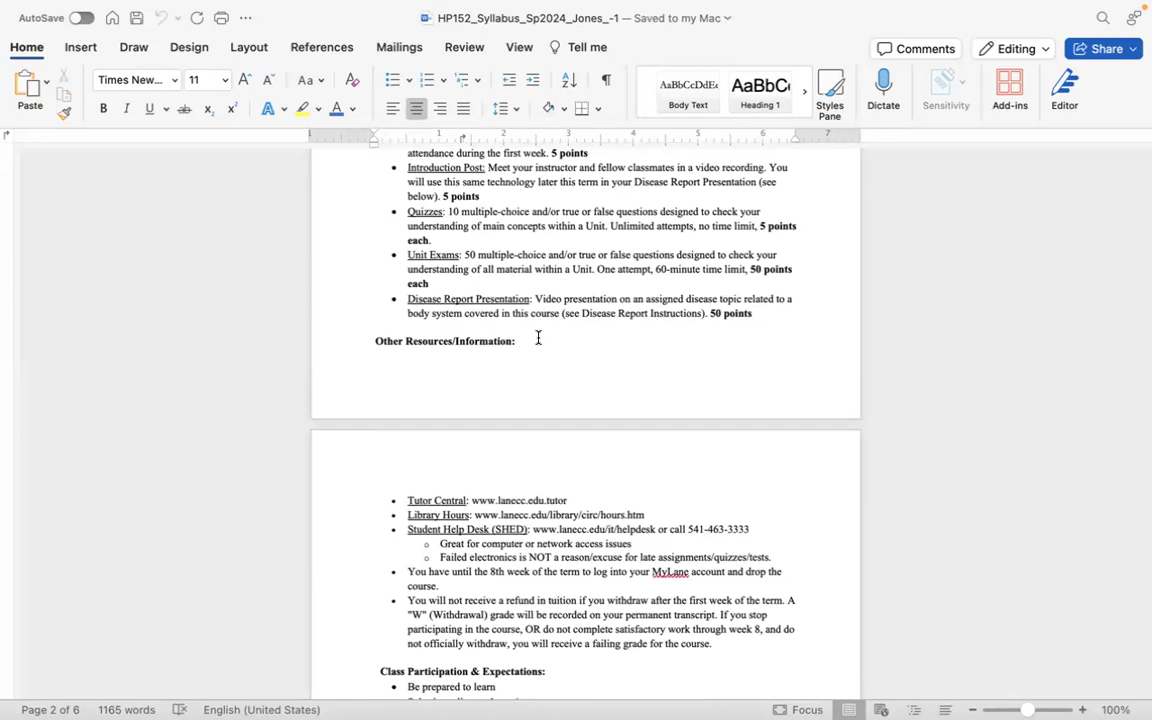 AutoSave
HP152_Syllabus_Sp2024_Jones_-1 — Saved to my Mac
Home Insert Draw Design Layout References Mailings Review View Tell me
Comments Editing Share
Paste
Times New... 11
Aa
B I U ab x₂ x² A A
AaBbCcDdEe
Body Text
AaBbC
Heading 1
Styles
Pane
Dictate
Sensitivity
Add-ins
Editor
1 1 2 3 4 5 6 7
attendance during the first week. 5 points
• Introduction Post: Meet your instructor and fellow classmates in a video recording. You
will use this same technology later this term in your Disease Report Presentation (see
below). 5 points
• Quizzes: 10 multiple-choice and/or true or false questions designed to check your
understanding of main concepts within a Unit. Unlimited attempts, no time limit, 5 points
each.
• Unit Exams: 50 multiple-choice and/or true or false questions designed to check your
understanding of all material within a Unit. One attempt, 60-minute time limit, 50 points
each
• Disease Report Presentation: Video presentation on an assigned disease topic related to a
body system covered in this course (see Disease Report Instructions). 50 points
Other Resources/Information:
• Tutor Central: www.lanecc.edu.tutor
• Library Hours: www.lanecc.edu/library/circ/hours.htm
• Student Help Desk (SHED): www.lanecc.edu/it/helpdesk or call 541-463-3333
o Great for computer or network access issues
o Failed electronics is NOT a reason/excuse for late assignments/quizzes/tests.
• You have until the 8th week of the term to log into your MyLane account and drop the
course.
• You will not receive a refund in tuition if you withdraw after the first week of the term. A
"W" (Withdrawal) grade will be recorded on your permanent transcript. If you stop
participating in the course, OR do not complete satisfactory work through week 8, and do
not officially withdraw, you will receive a failing grade for the course.
Class Participation & Expectations:
• Be prepared to learn
Page 2 of 6 1165 words English (United States) Focus 100%